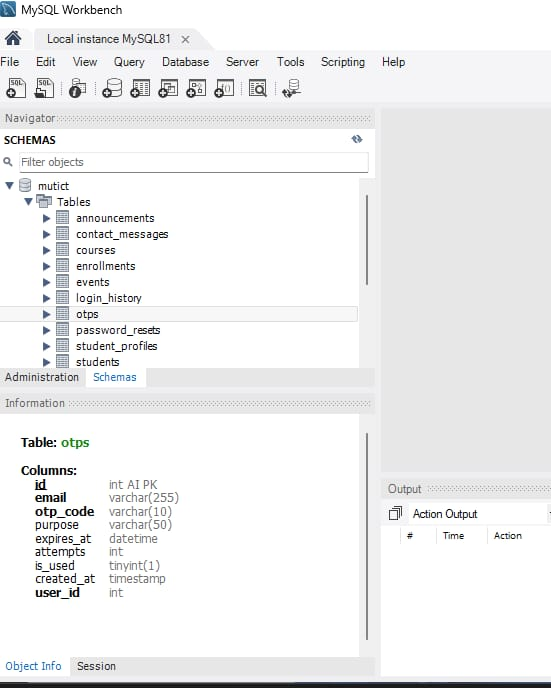 MySQL Workbench
Local instance MySQL81 ×
File Edit View Query Database Server Tools Scripting Help
Navigator
SCHEMAS
Filter objects
mutict
Tables
announcements
contact_messages
courses
enrollments
events
login_history
otps
password_resets
student_profiles
students
Administration Schemas
Information
Table: otps
Columns:
id int AI PK
email varchar(255)
otp_code varchar(10)
purpose varchar(50)
expires_at datetime
attempts int
is_used tinyint(1)
created_at timestamp
user_id int
Object Info Session
Output
Action Output
# Time Action